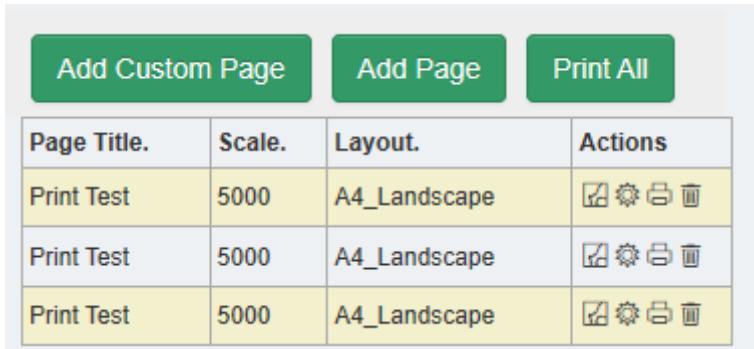 Add Custom Page Add Page Print All
Page Title. Scale. Layout. Actions
Print Test 5000 A4_Landscape
Print Test 5000 A4_Landscape
Print Test 5000 A4_Landscape